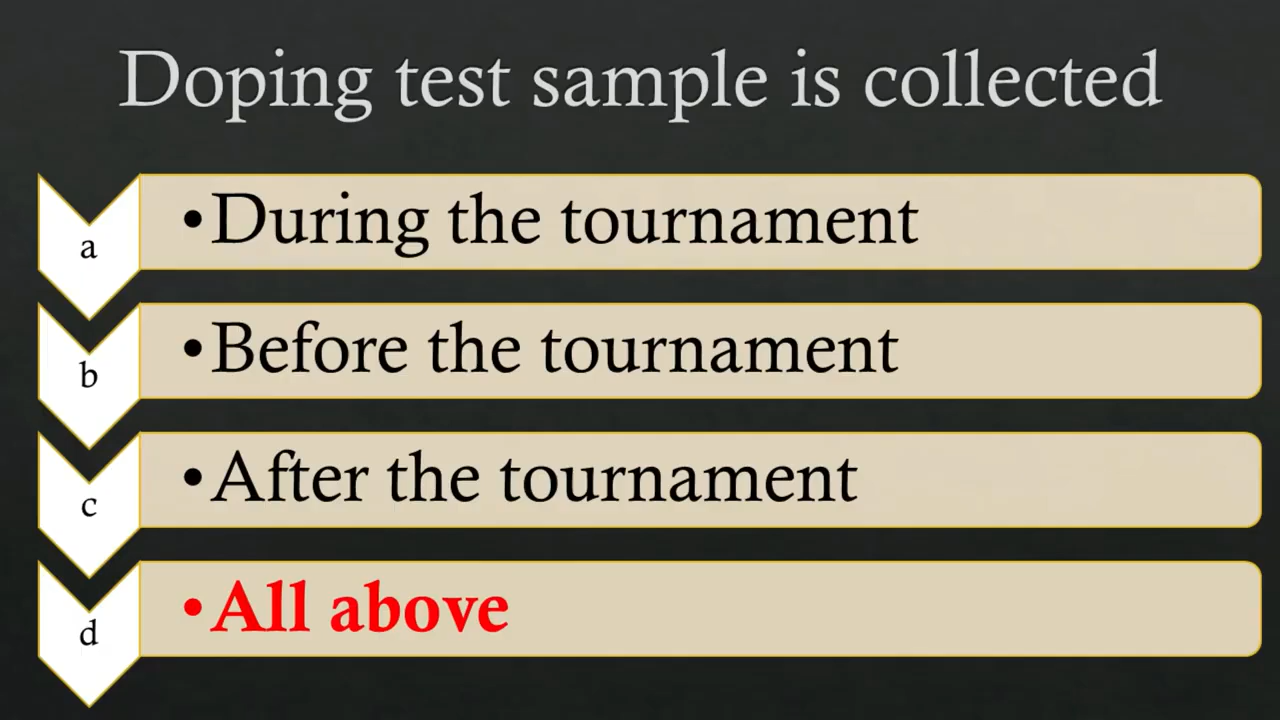 Doping test sample is collected
a
•During the tournament
b
•Before the tournament
c
•After the tournament
d
•All above